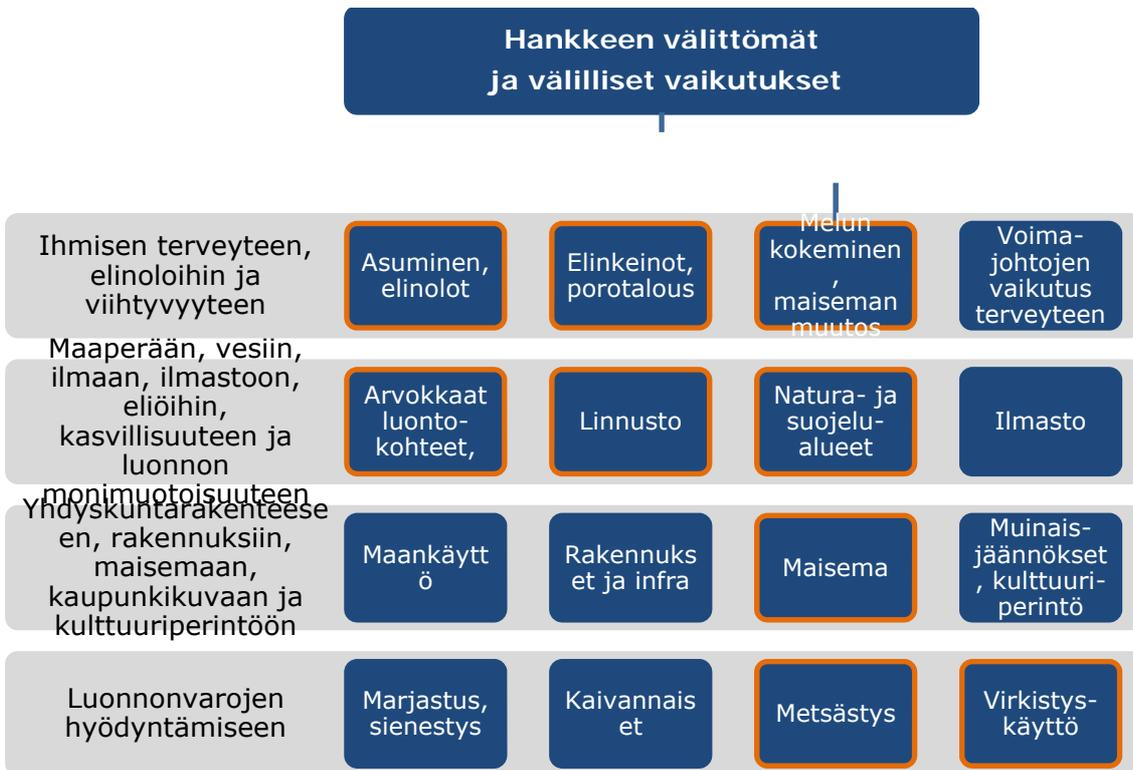 Hankkeen välittömät
ja välilliset vaikutukset
Ihmisen terveyteen,
elinoloihin ja
viihtyvyyteen
Asuminen,
elinolot
Elinkeinot,
porotalous
Melun
kokeminen
,
maiseman
muutos
Voima-
johtojen
vaikutus
terveyteen
Maaperään, vesiin,
ilmaan, ilmastoon,
eliöihin,
kasvillisuuteen ja
luonnon
monimuotoisuuteen
Arvokkaat
luonto-
kohteet,
Linnusto
Natura- ja
suojelu-
alueet
Ilmasto
Yhdyskuntarakenteese
en, rakennuksiin,
maisemaan,
kaupunkikuvaan ja
kulttuuriperintöön
Maankäytt
ö
Rakennuks
et ja infra
Maisema
Muinais-
jäännökset
, kulttuuri-
perintö
Luonnonvarojen
hyödyntämiseen
Marjastus,
sienestys
Kaivannais
et
Metsästys
Virkistys-
käyttö